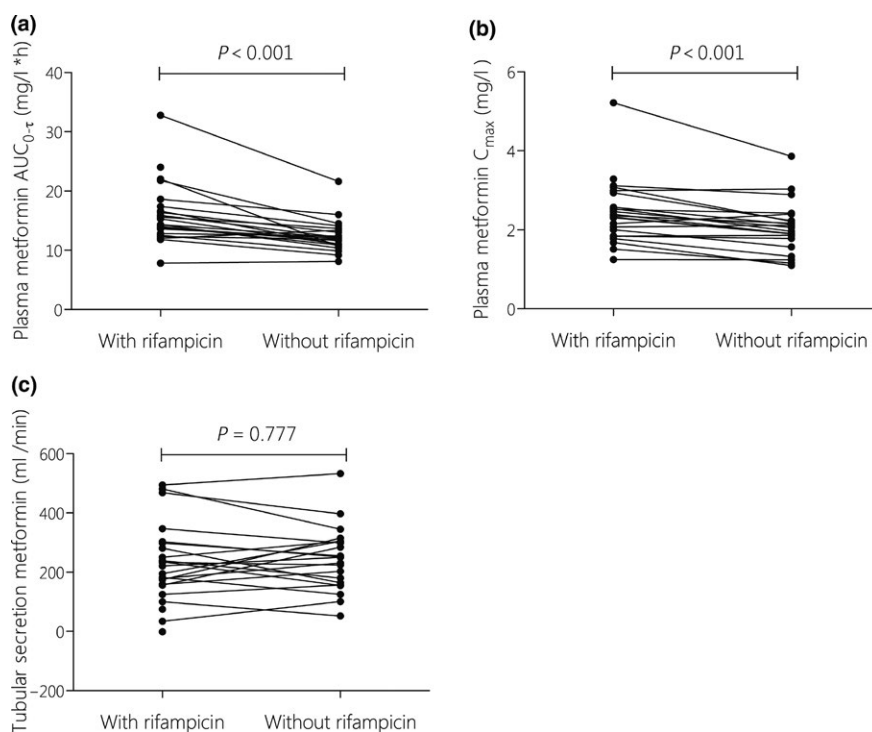 (a)
P < 0.001
Plasma metformin AUC0-τ (mg/l *h)
40
30
20
10
0
With rifampicin Without rifampicin
(b)
P < 0.001
Plasma metformin Cmax (mg/l )
6
4
2
0
With rifampicin Without rifampicin
(c)
P = 0.777
Tubular secretion metformin (ml /min)
600
400
200
0
−200
With rifampicin Without rifampicin